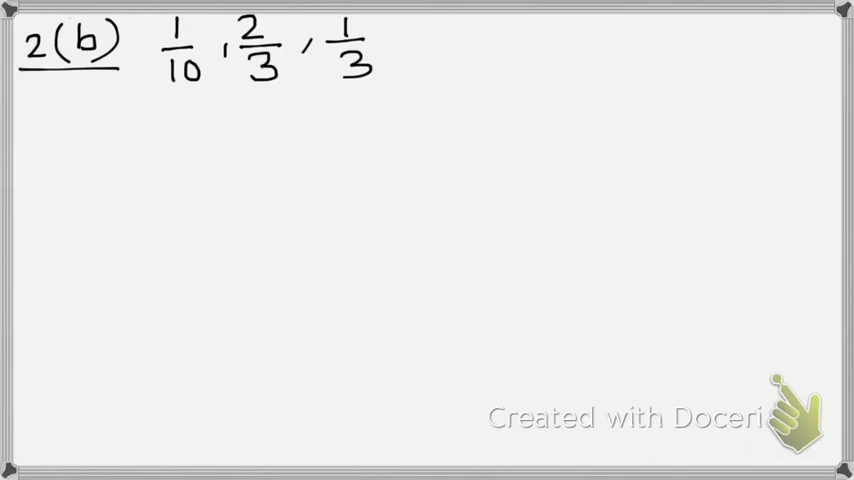 2(b) 1/10, 2/3, 1/3
Created with Doceri